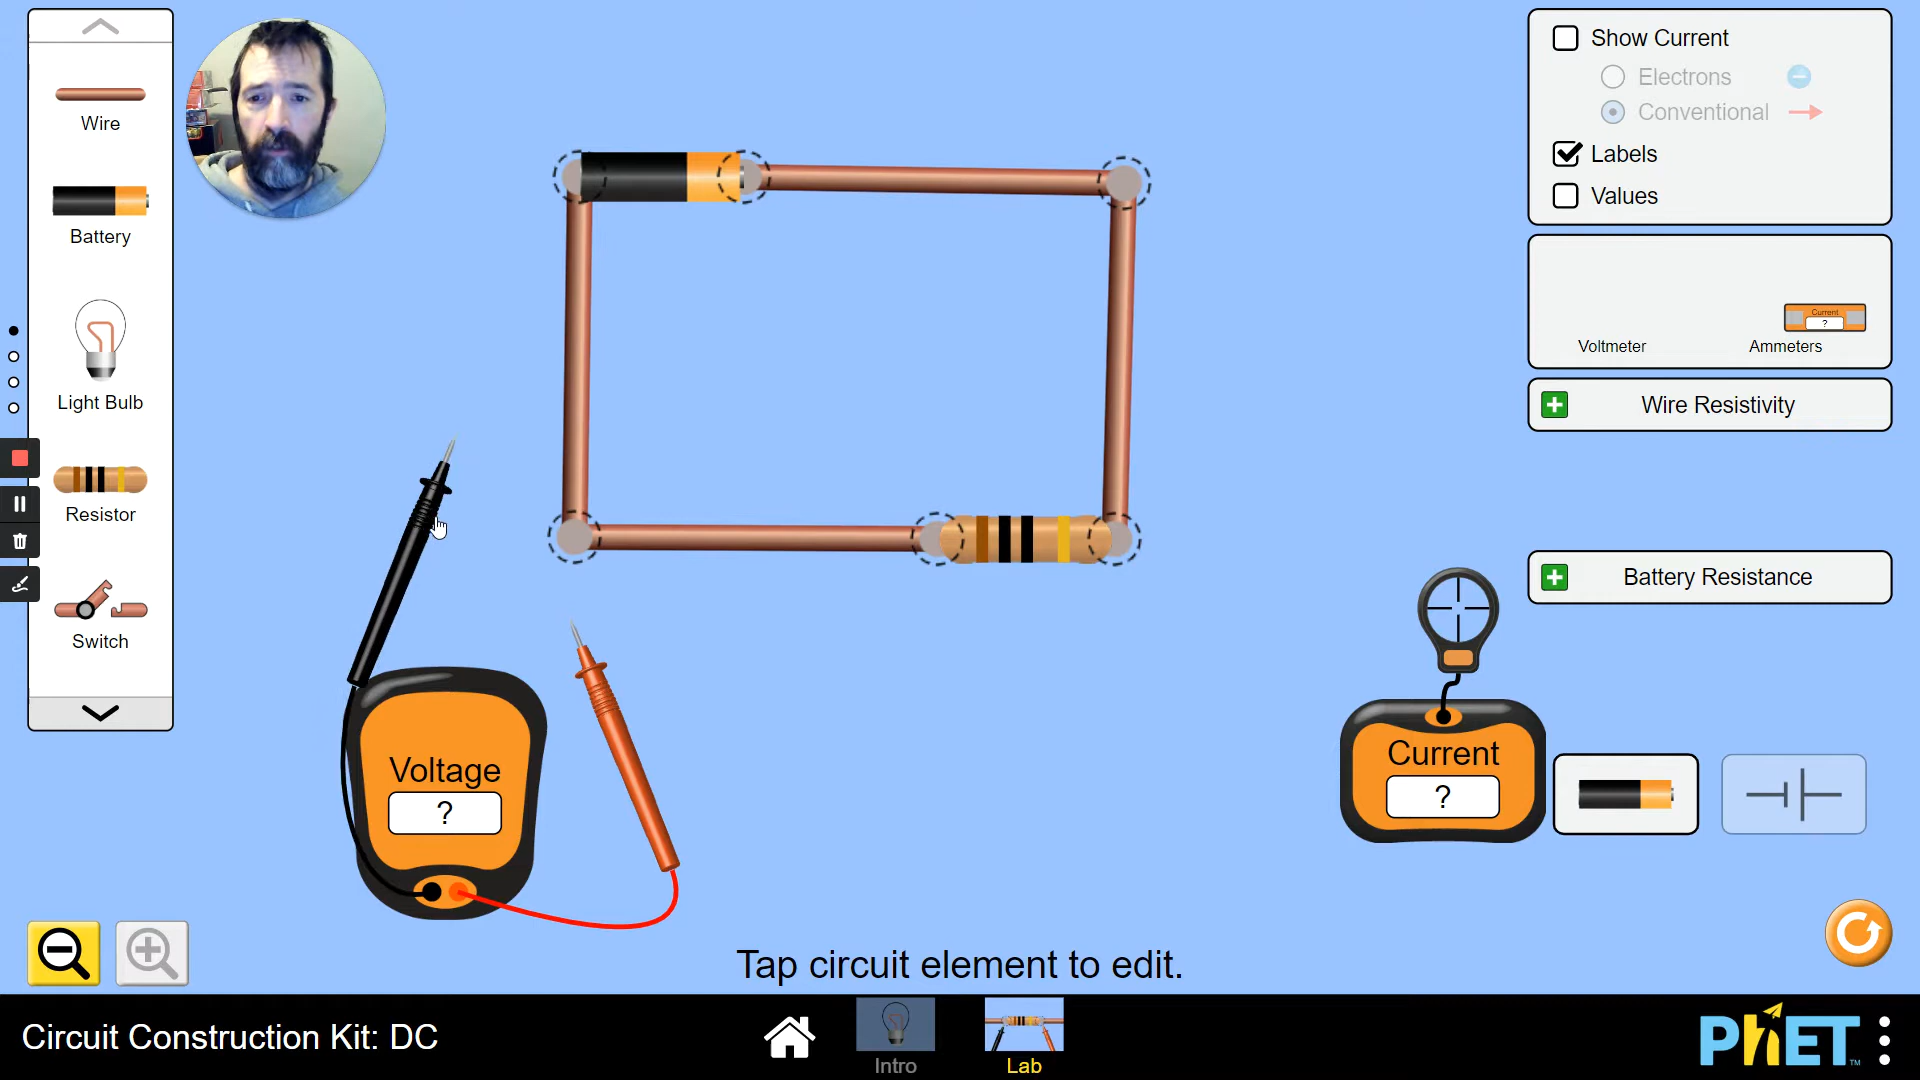 Wire
Battery
Light Bulb
Resistor
Switch
Show Current
Electrons
Conventional
Labels
Values
Current
?
Voltmeter
Ammeters
Wire Resistivity
Battery Resistance
Voltage
?
Current
?
Tap circuit element to edit.
Circuit Construction Kit: DC
Intro
Lab
PhET™